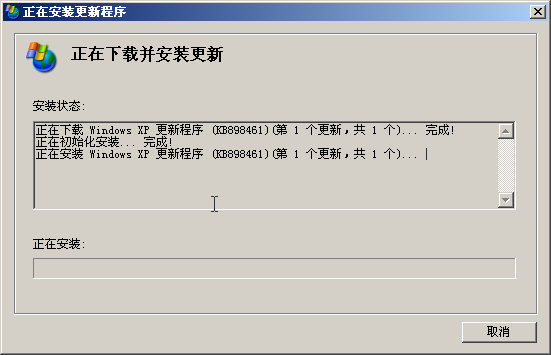 正在安装更新程序
正在下载并安装更新
安装状态:
正在下载 Windows XP 更新程序 (KB898461)(第 1 个更新，共 1 个)... 完成!
正在初始化安装... 完成!
正在安装 Windows XP 更新程序 (KB898461)(第 1 个更新，共 1 个)...
正在安装:
取消